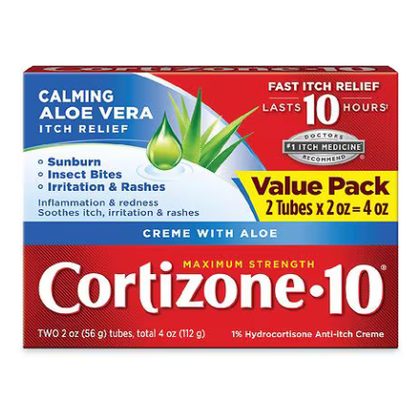 CALMING
ALOE VERA
ITCH RELIEF
• Sunburn
• Insect Bites
• Irritation & Rashes
Inflammation & redness
Soothes itch, irritation & rashes
FAST ITCH RELIEF
LASTS 10 HOURS†
DOCTORS
#1 ITCH MEDICINE*
RECOMMEND
Value Pack
2 Tubes x 2 oz = 4 oz
CREME WITH ALOE
MAXIMUM STRENGTH
Cortizone•10®
TWO 2 oz (56 g) tubes, total 4 oz (112 g)
1% Hydrocortisone Anti-itch Creme